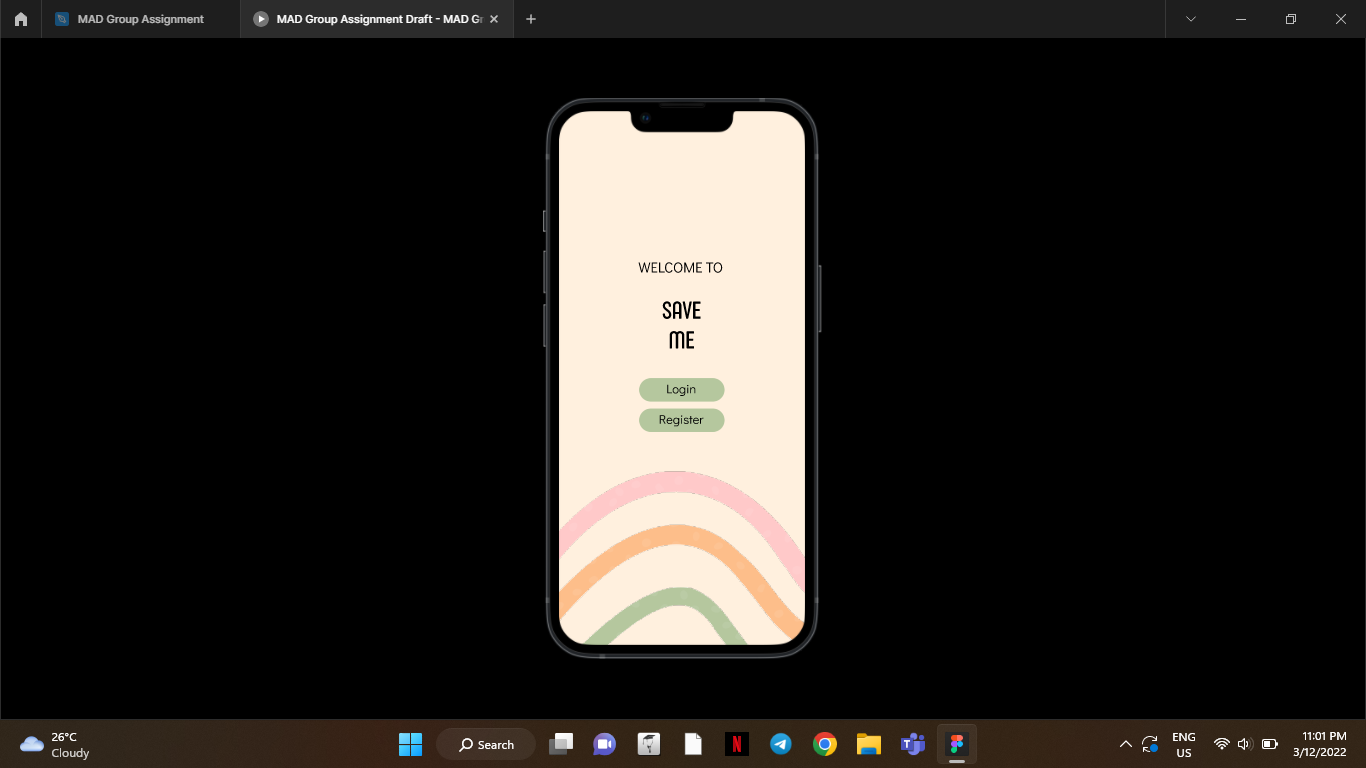 MAD Group Assignment
MAD Group Assignment Draft - MAD Gr
WELCOME TO
SAVE
ME
Login
Register
26°C
Cloudy
Search
N
ENG
US
11:01 PM
3/12/2022